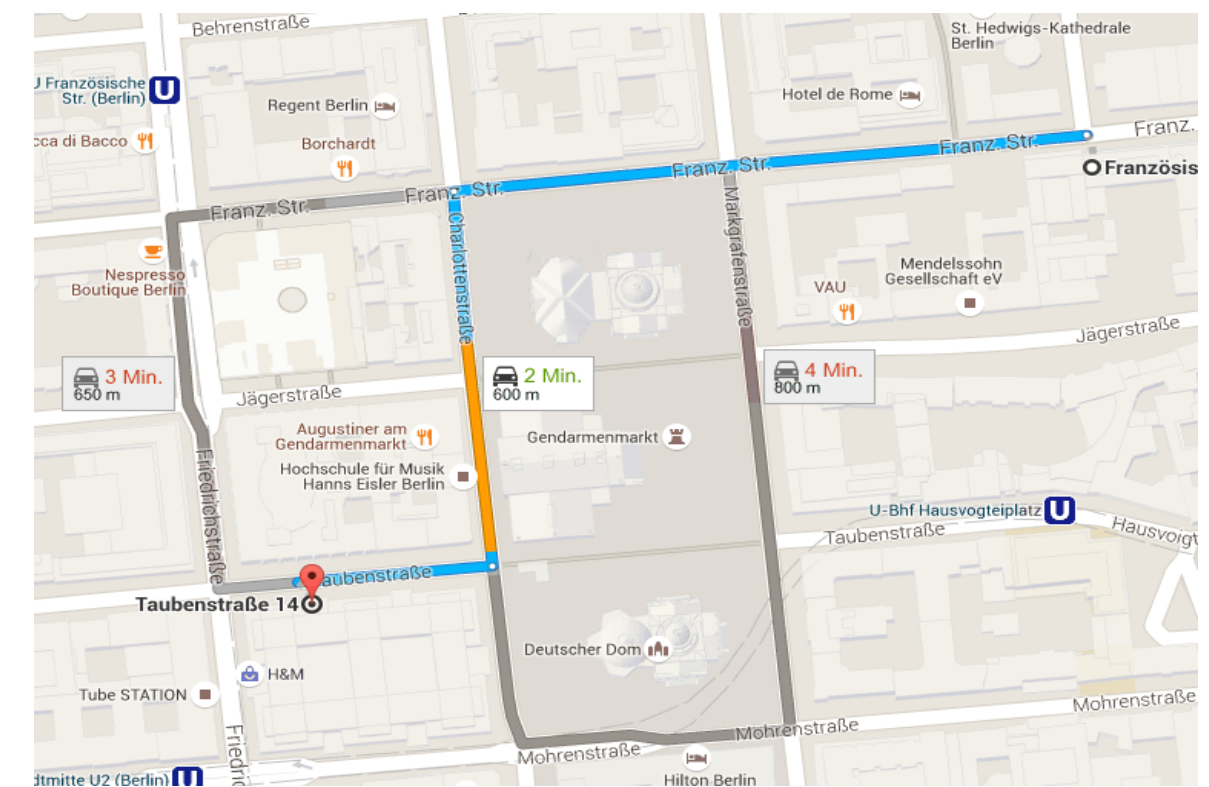 Behrenstraße
St. Hedwigs-Kathedrale
Berlin
U Französische
Str. (Berlin)
U
Regent Berlin
Hotel de Rome
Borchardt
cca di Bacco
Franz.
Franz. Str.
Franz. Str.
Franz. Str.
Franz. Str.
Französis
Charlottenstraße
Markgrafenstraße
Nespresso
Boutique Berlin
Mendelssohn
Gesellschaft eV
VAU
Jägerstraße
3 Min.
650 m
2 Min.
600 m
4 Min.
800 m
Jägerstraße
Augustiner am
Gendarmenmarkt
Gendarmenmarkt
Hochschule für Musik
Hanns Eisler Berlin
Friedrichstraße
U-Bhf Hausvogteiplatz
U
Taubenstraße
Hausvoigt
Taubenstraße
Taubenstraße 14
Deutscher Dom
H&M
Tube STATION
Friedric
Mohrenstraße
Mohrenstraße
Mohrenstraße
dtmitte U2 (Berlin)
U
Hilton Berlin